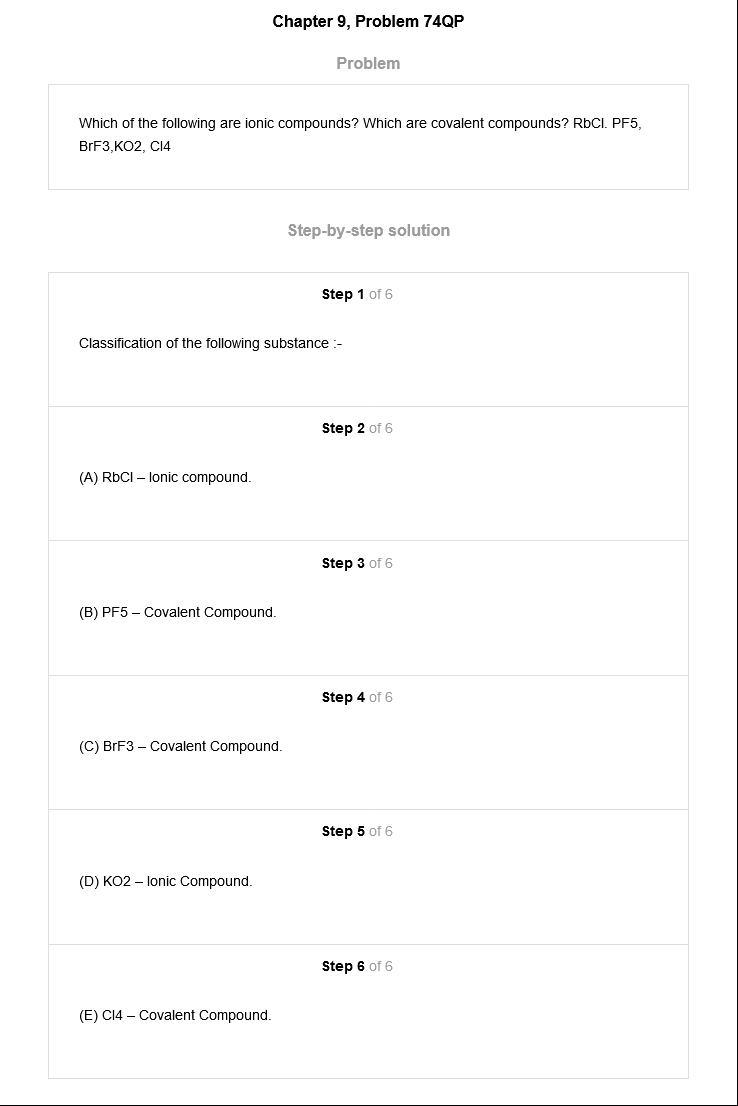 Chapter 9, Problem 74QP
Problem
Which of the following are ionic compounds? Which are covalent compounds? RbCl. PF5,
BrF3,KO2, CI4
Step-by-step solution
Step 1 of 6
Classification of the following substance :-
Step 2 of 6
(A) RbCl – Ionic compound.
Step 3 of 6
(B) PF5 – Covalent Compound.
Step 4 of 6
(C) BrF3 – Covalent Compound.
Step 5 of 6
(D) KO2 – Ionic Compound.
Step 6 of 6
(E) CI4 – Covalent Compound.